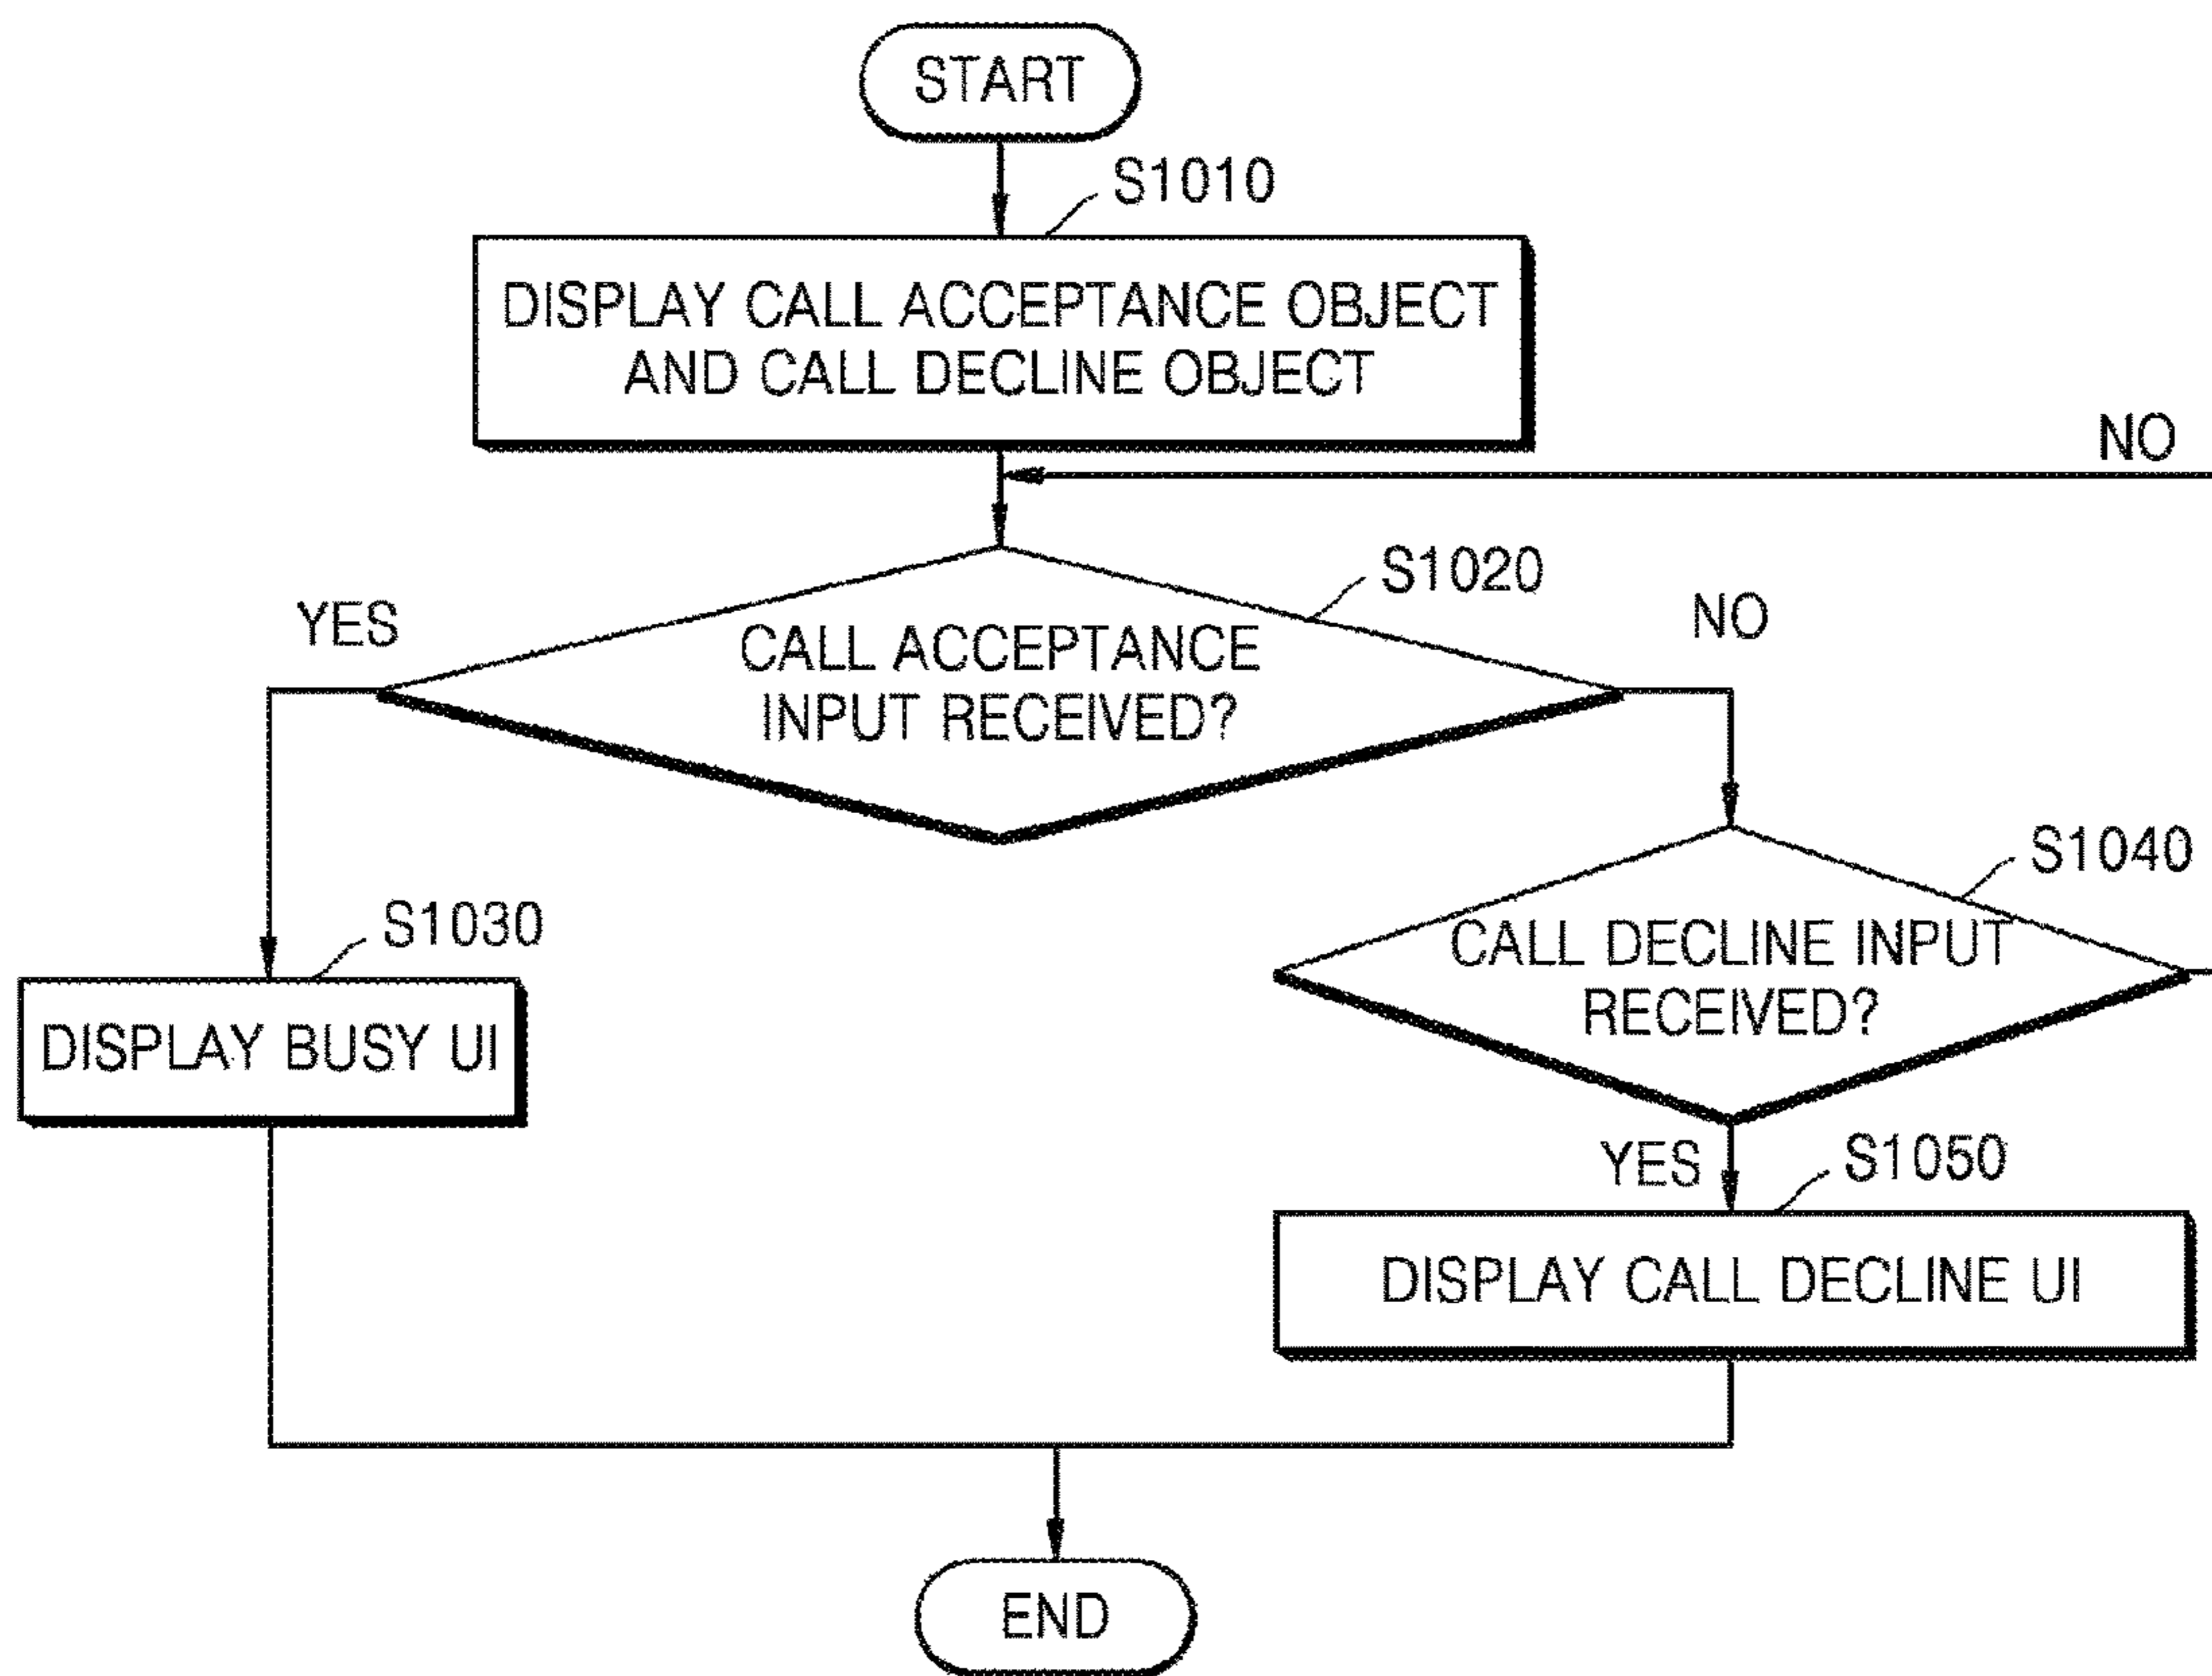 START
S1010
DISPLAY CALL ACCEPTANCE OBJECT
AND CALL DECLINE OBJECT
NO
S1020
YES
NO
CALL ACCEPTANCE
INPUT RECEIVED?
S1040
CALL DECLINE INPUT
RECEIVED?
S1030
DISPLAY BUSY UI
YES
S1050
DISPLAY CALL DECLINE UI
END